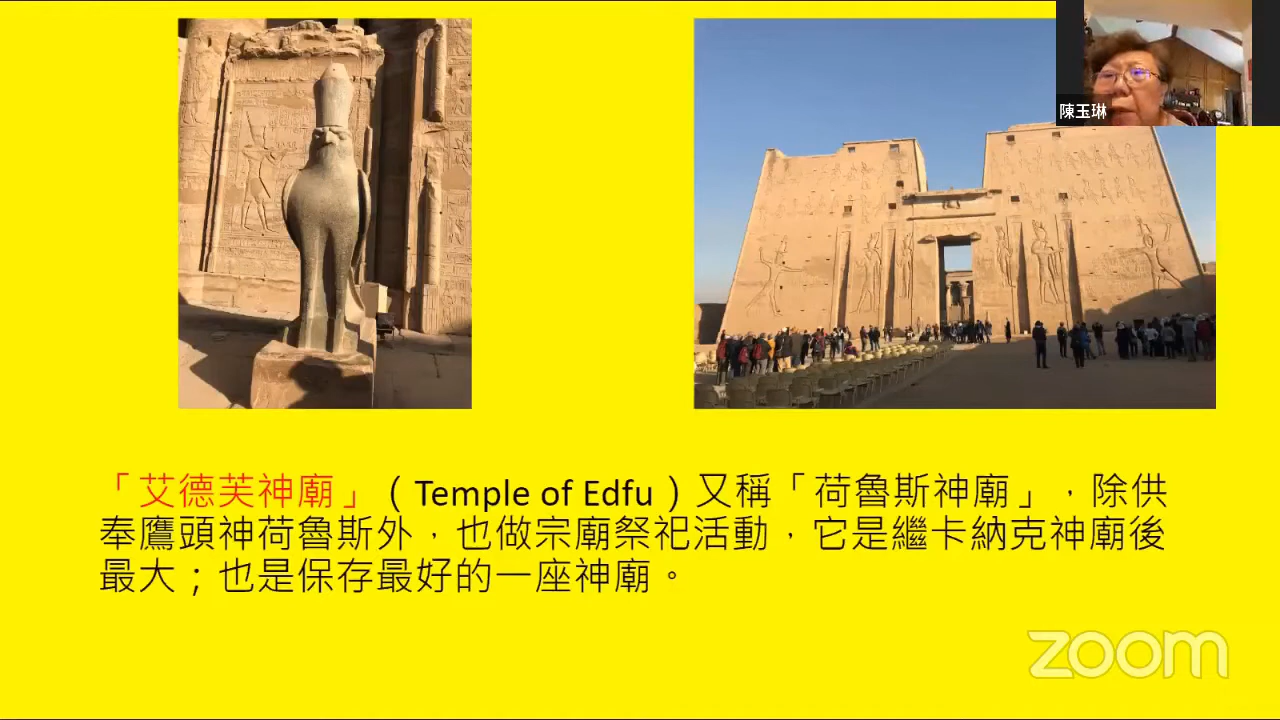 陳玉琳
「艾德芙神廟」（Temple of Edfu）又稱「荷魯斯神廟」，除供
奉鷹頭神荷魯斯外，也做宗廟祭祀活動，它是繼卡納克神廟後
最大；也是保存最好的一座神廟。
zoom